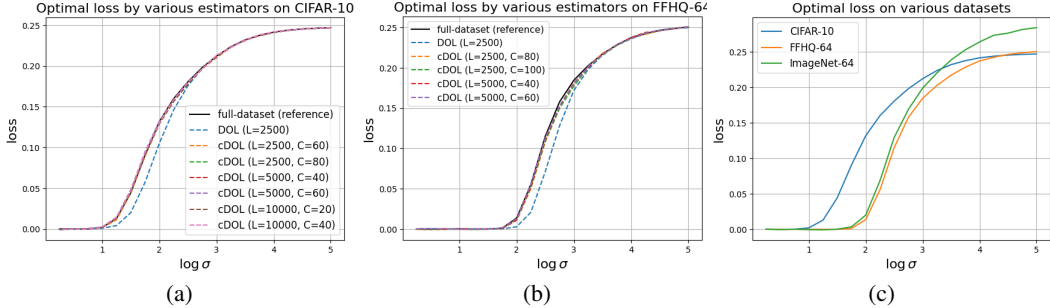 Optimal loss by various estimators on CIFAR-10
loss
0.25
0.20
0.15
0.10
0.05
0.00
full-dataset (reference)
DOL (L=2500)
cDOL (L=2500, C=60)
cDOL (L=2500, C=80)
cDOL (L=5000, C=40)
cDOL (L=5000, C=60)
cDOL (L=10000, C=20)
cDOL (L=10000, C=40)
1 2 3 4 5
log σ
(a)
Optimal loss by various estimators on FFHQ-64
loss
0.25
0.20
0.15
0.10
0.05
0.00
full-dataset (reference)
DOL (L=2500)
cDOL (L=2500, C=80)
cDOL (L=2500, C=100)
cDOL (L=5000, C=40)
cDOL (L=5000, C=60)
1 2 3 4 5
log σ
(b)
Optimal loss on various datasets
loss
0.25
0.20
0.15
0.10
0.05
0.00
CIFAR-10
FFHQ-64
ImageNet-64
1 2 3 4 5
log σ
(c)